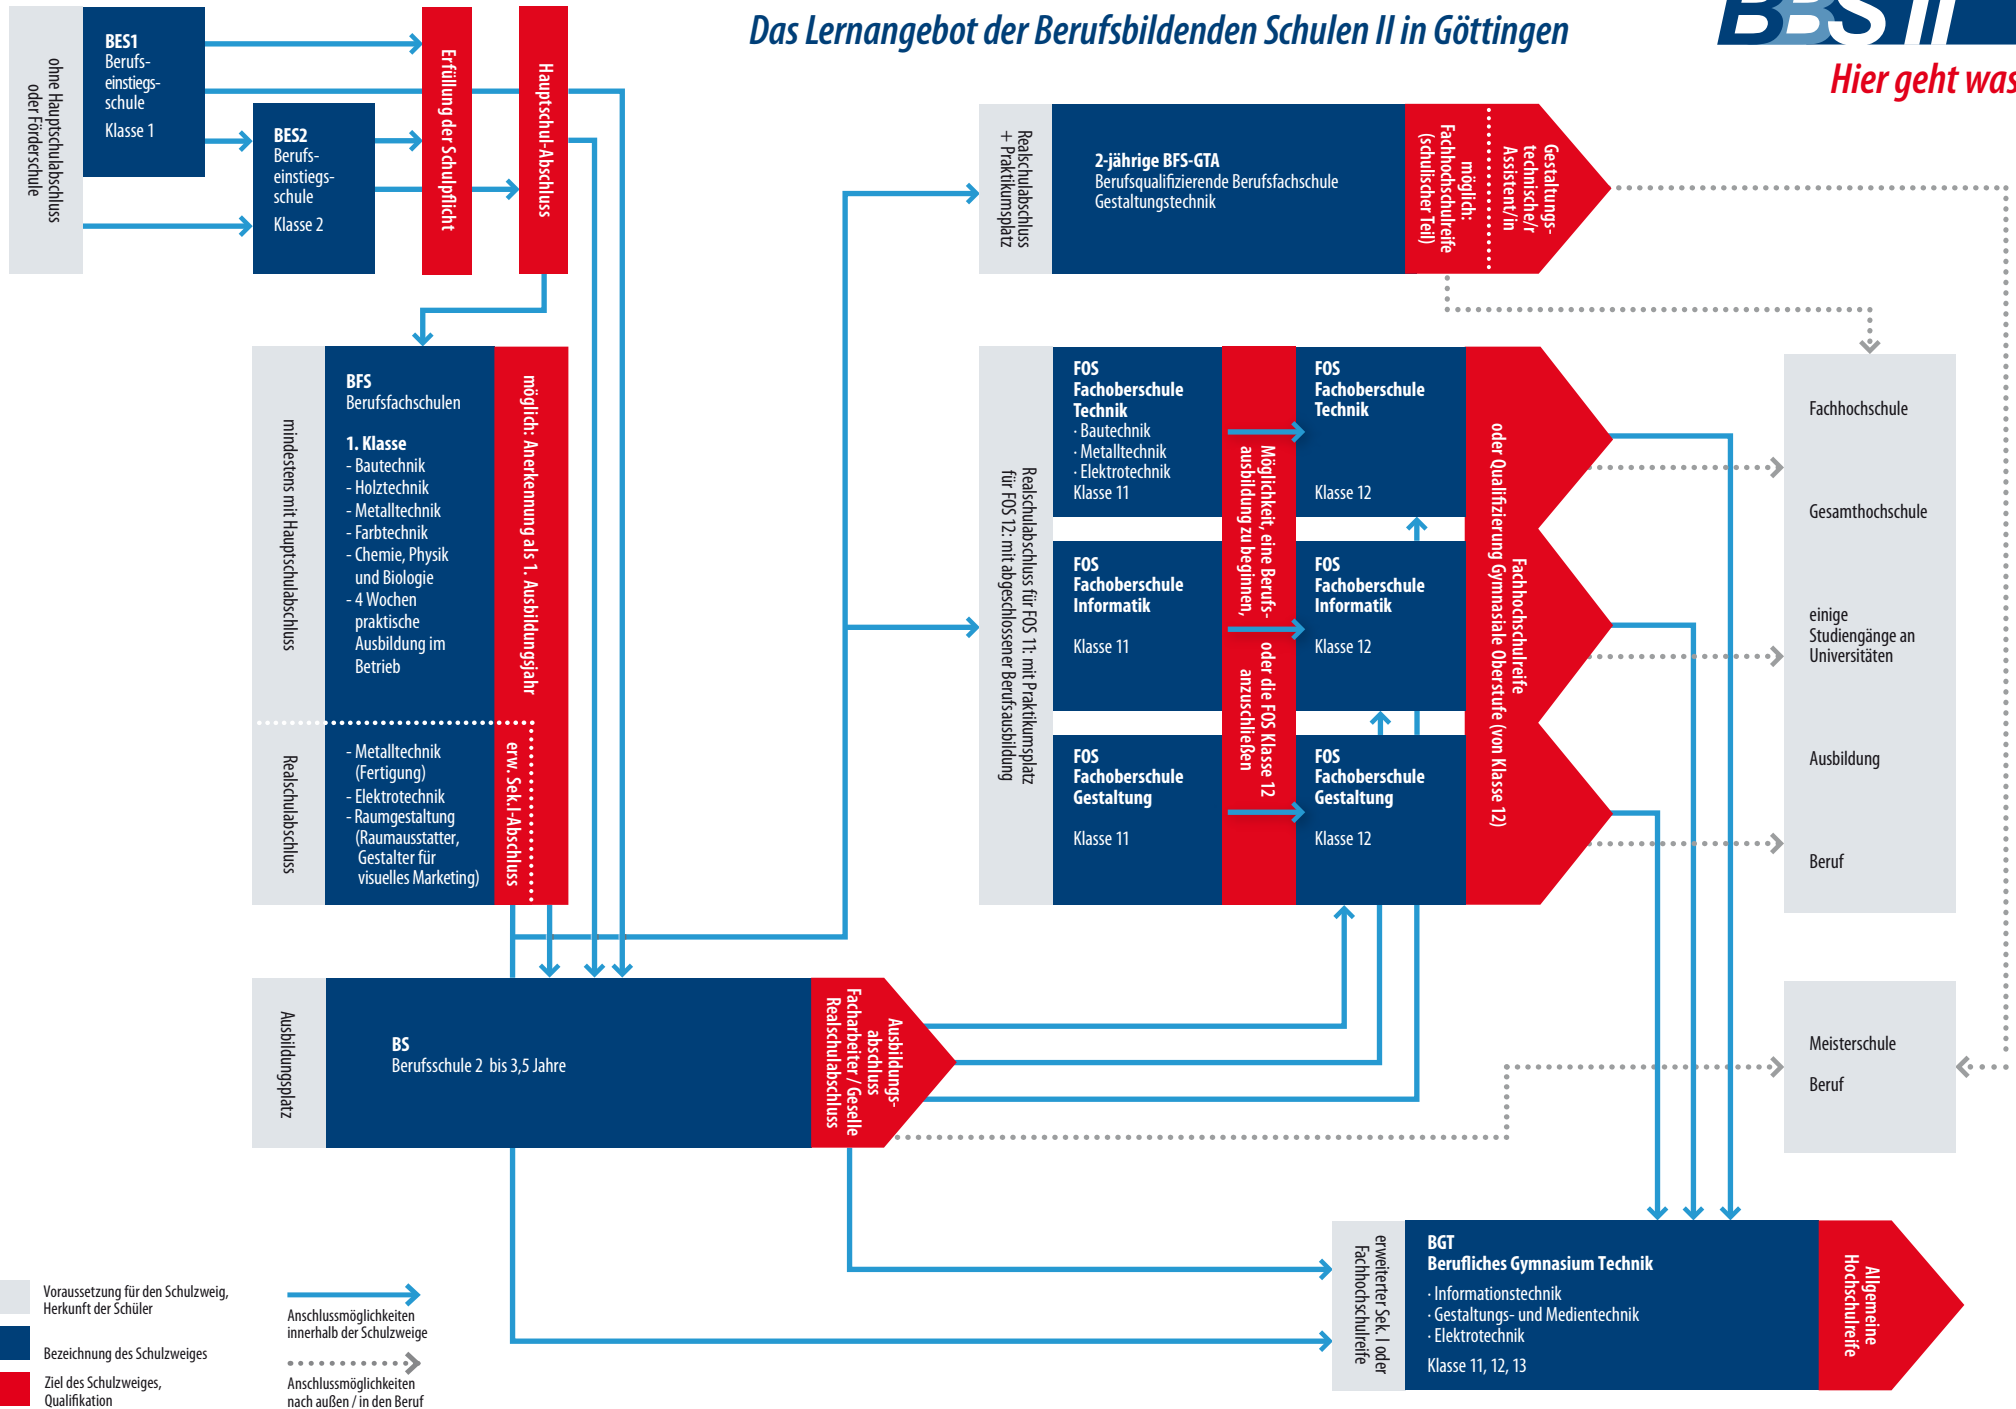 Das Lernangebot der Berufsbildenden Schulen II in Göttingen
BBS II
Hier geht was
ohne Hauptschulabschluss
oder Förderschule
BES1
Berufs-
einstiegs-
schule
Klasse 1
BES2
Berufs-
einstiegs-
schule
Klasse 2
Erfüllung der Schulpflicht
Hauptschul-Abschluss
Realschulabschluss
+ Praktikumsplatz
2-jährige BFS-GTA
Berufsqualifizierende Berufsfachschule
Gestaltungstechnik
möglich:
Fachhochschulreife
(schulischer Teil)
Gestaltungs-
technische/r
Assistent/in
mindestens mit Hauptschulabschluss
BFS
Berufsfachschulen
1. Klasse
- Bautechnik
- Holztechnik
- Metalltechnik
- Farbtechnik
- Chemie, Physik
und Biologie
- 4 Wochen
praktische
Ausbildung im
Betrieb
möglich: Anerkennung als 1. Ausbildungsjahr
Realschulabschluss
- Metalltechnik
(Fertigung)
- Elektrotechnik
- Raumgestaltung
(Raumausstatter,
Gestalter für
visuelles Marketing)
erw. Sek.I-Abschluss
Realschulabschluss für FOS 11: mit Praktikumsplatz
für FOS 12: mit abgeschlossener Berufsausbildung
FOS
Fachoberschule
Technik
· Bautechnik
· Metalltechnik
· Elektrotechnik
Klasse 11
FOS
Fachoberschule
Informatik
Klasse 11
FOS
Fachoberschule
Gestaltung
Klasse 11
Möglichkeit, eine Berufs-
ausbildung zu beginnen,
oder die FOS Klasse 12
anzuschließen
FOS
Fachoberschule
Technik
Klasse 12
FOS
Fachoberschule
Informatik
Klasse 12
FOS
Fachoberschule
Gestaltung
Klasse 12
Fachhochschulreife
oder Qualifizierung Gymnasiale Oberstufe (von Klasse 12)
Fachhochschule
Gesamthochschule
einige
Studiengänge an
Universitäten
Ausbildung
Beruf
Ausbildungsplatz
BS
Berufsschule 2 bis 3,5 Jahre
Ausbildungs-
abschluss
Facharbeiter / Geselle
Realschulabschluss
Meisterschule
Beruf
erweiterter Sek. I oder
Fachhochschulreife
BGT
Berufliches Gymnasium Technik
· Informationstechnik
· Gestaltungs- und Medientechnik
· Elektrotechnik
Klasse 11, 12, 13
Allgemeine
Hochschulreife
Voraussetzung für den Schulzweig,
Herkunft der Schüler
Bezeichnung des Schulzweiges
Ziel des Schulzweiges,
Qualifikation
Anschlussmöglichkeiten
innerhalb der Schulzweige
Anschlussmöglichkeiten
nach außen / in den Beruf